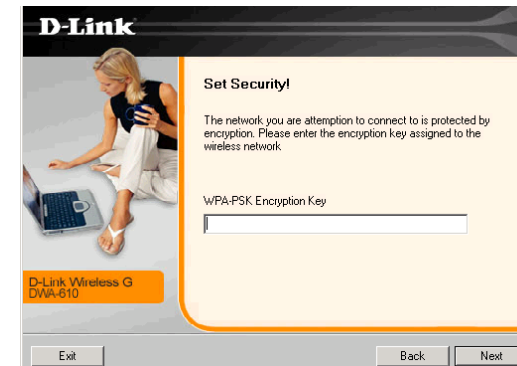 D-Link
Set Security!
The network you are attemption to connect to is protected by
encryption. Please enter the encryption key assigned to the
wireless network
WPA-PSK Encryption Key
D-Link Wireless G
DWA-610
Exit
Back
Next